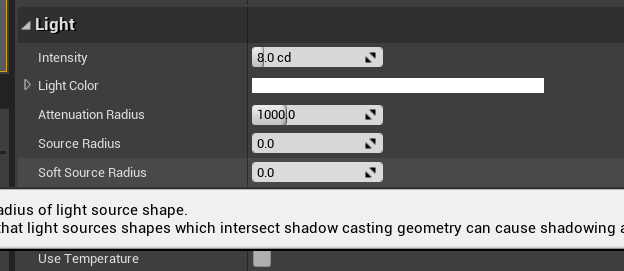 Light
Intensity 8.0 cd
Light Color
Attenuation Radius 1000.0
Source Radius 0.0
Soft Source Radius 0.0
adius of light source shape.
that light sources shapes which intersect shadow casting geometry can cause shadowing a
Use Temperature